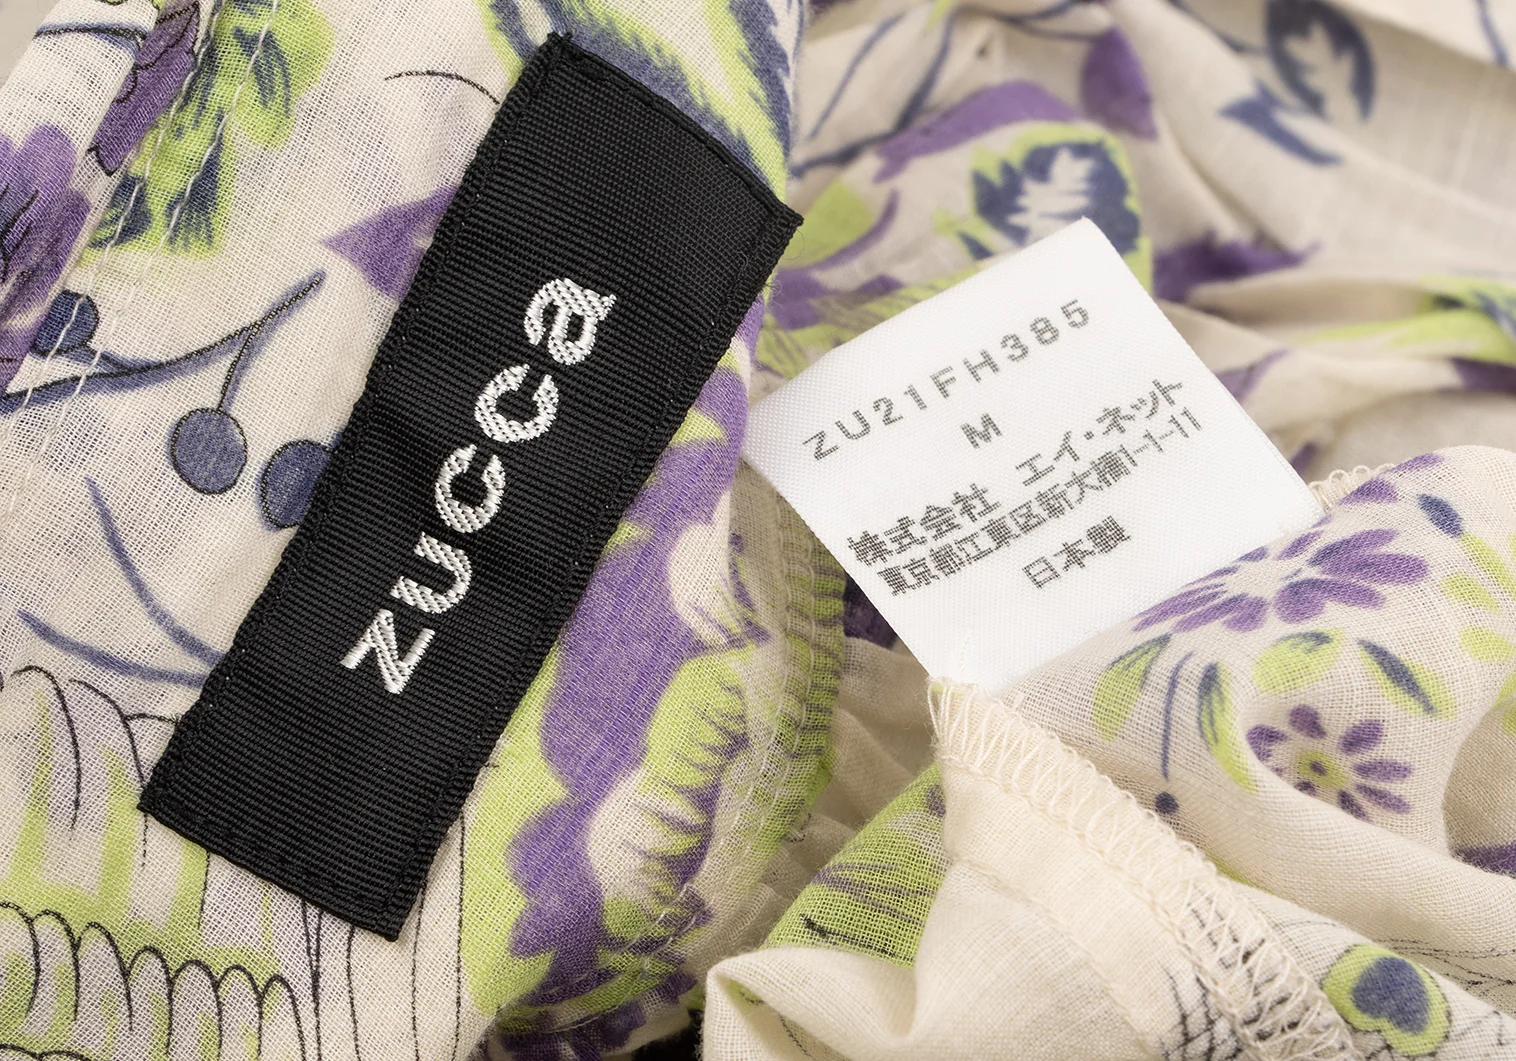 zucca
ZU21FH385
M
株式会社 エイ・ネット
東京都江東区新大橋1-1-11
日本製